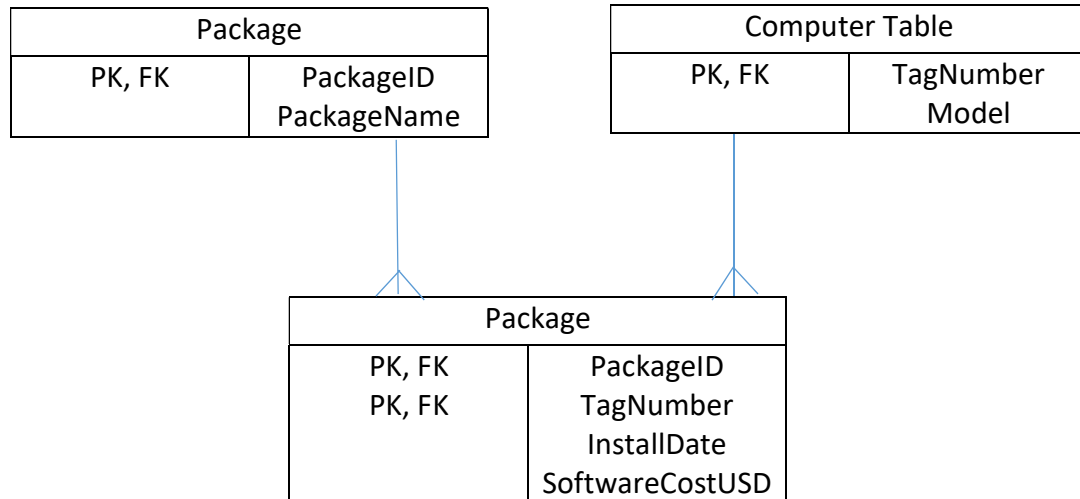 Package
PK, FK PackageID
PackageName
Computer Table
PK, FK TagNumber
Model
Package
PK, FK PackageID
PK, FK TagNumber
InstallDate
SoftwareCostUSD